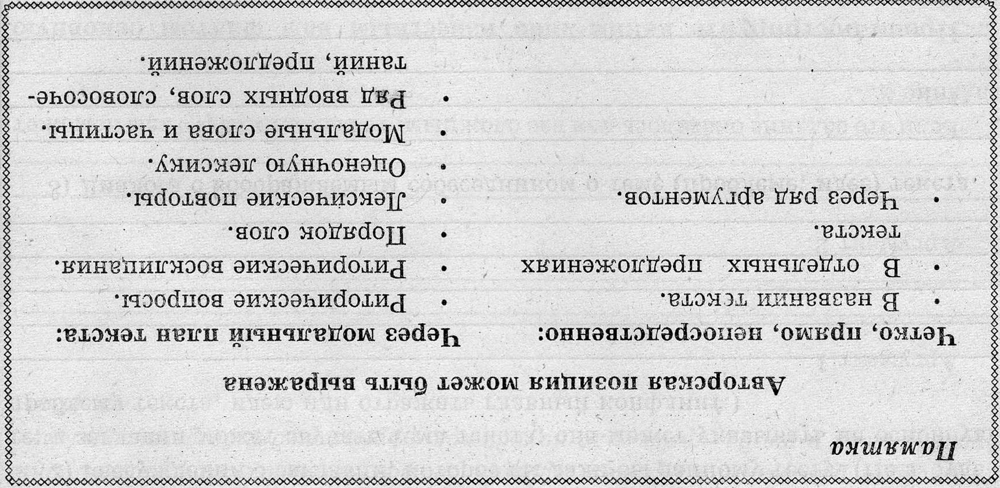 Памятка
Авторская позиция может быть выражена
Четко, прямо, непосредственно:
• В названии текста.
• В отдельных предложениях
текста.
• Через ряд аргументов.
Через модальный план текста:
• Риторические вопросы.
• Риторические восклицания.
• Порядок слов.
• Лексические повторы.
• Оценочную лексику.
• Модальные слова и частицы.
• Ряд вводных слов, словосоче-
таний, предложений.